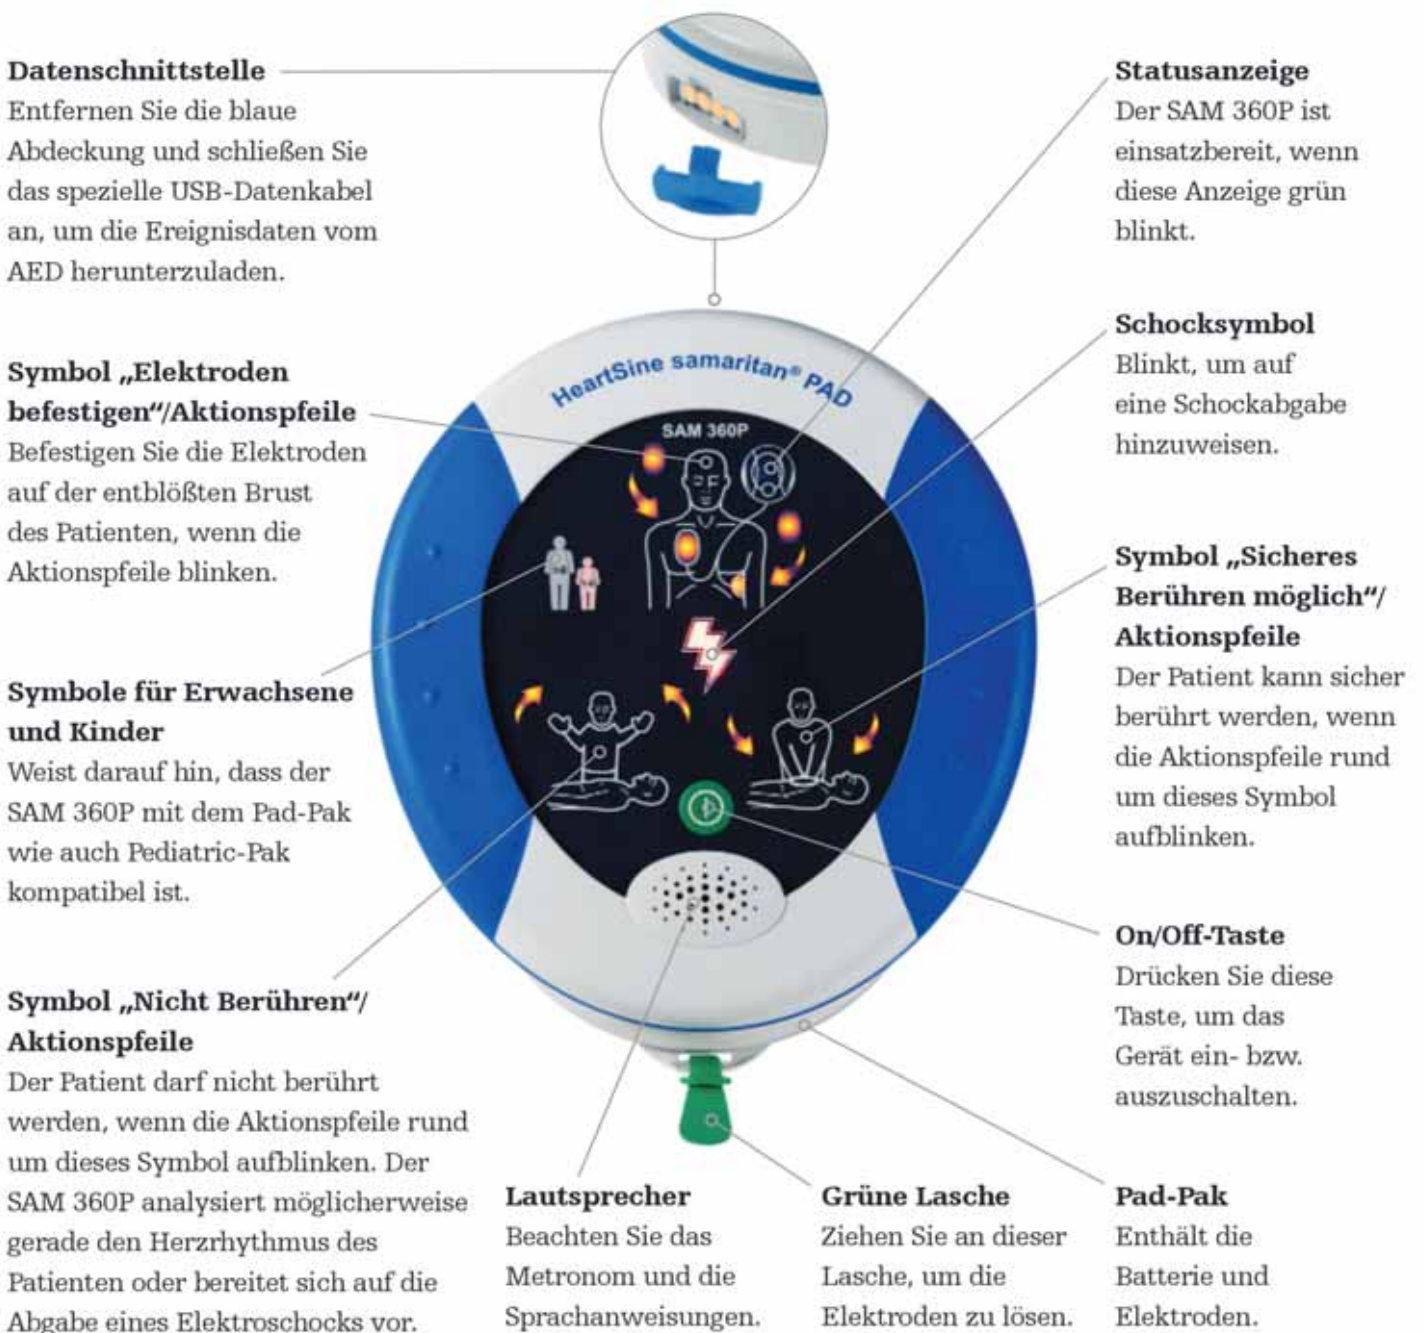 Datenschnittstelle
Entfernen Sie die blaue
Abdeckung und schließen Sie
das spezielle USB-Datenkabel
an, um die Ereignisdaten vom
AED herunterzuladen.
Symbol „Elektroden
befestigen“/Aktionspfeile
Befestigen Sie die Elektroden
auf der entblößten Brust
des Patienten, wenn die
Aktionspfeile blinken.
Symbole für Erwachsene
und Kinder
Weist darauf hin, dass der
SAM 360P mit dem Pad-Pak
wie auch Pediatric-Pak
kompatibel ist.
Symbol „Nicht Berühren“/
Aktionspfeile
Der Patient darf nicht berührt
werden, wenn die Aktionspfeile rund
um dieses Symbol aufblinken. Der
SAM 360P analysiert möglicherweise
gerade den Herzrhythmus des
Patienten oder bereitet sich auf die
Abgabe eines Elektroschocks vor.
HeartSine samaritan® PAD
SAM 360P
Lautsprecher
Beachten Sie das
Metronom und die
Sprachanweisungen.
Grüne Lasche
Ziehen Sie an dieser
Lasche, um die
Elektroden zu lösen.
Statusanzeige
Der SAM 360P ist
einsatzbereit, wenn
diese Anzeige grün
blinkt.
Schocksymbol
Blinkt, um auf
eine Schockabgabe
hinzuweisen.
Symbol „Sicheres
Berühren möglich“/
Aktionspfeile
Der Patient kann sicher
berührt werden, wenn
die Aktionspfeile rund
um dieses Symbol
aufblinken.
On/Off-Taste
Drücken Sie diese
Taste, um das
Gerät ein- bzw.
auszuschalten.
Pad-Pak
Enthält die
Batterie und
Elektroden.